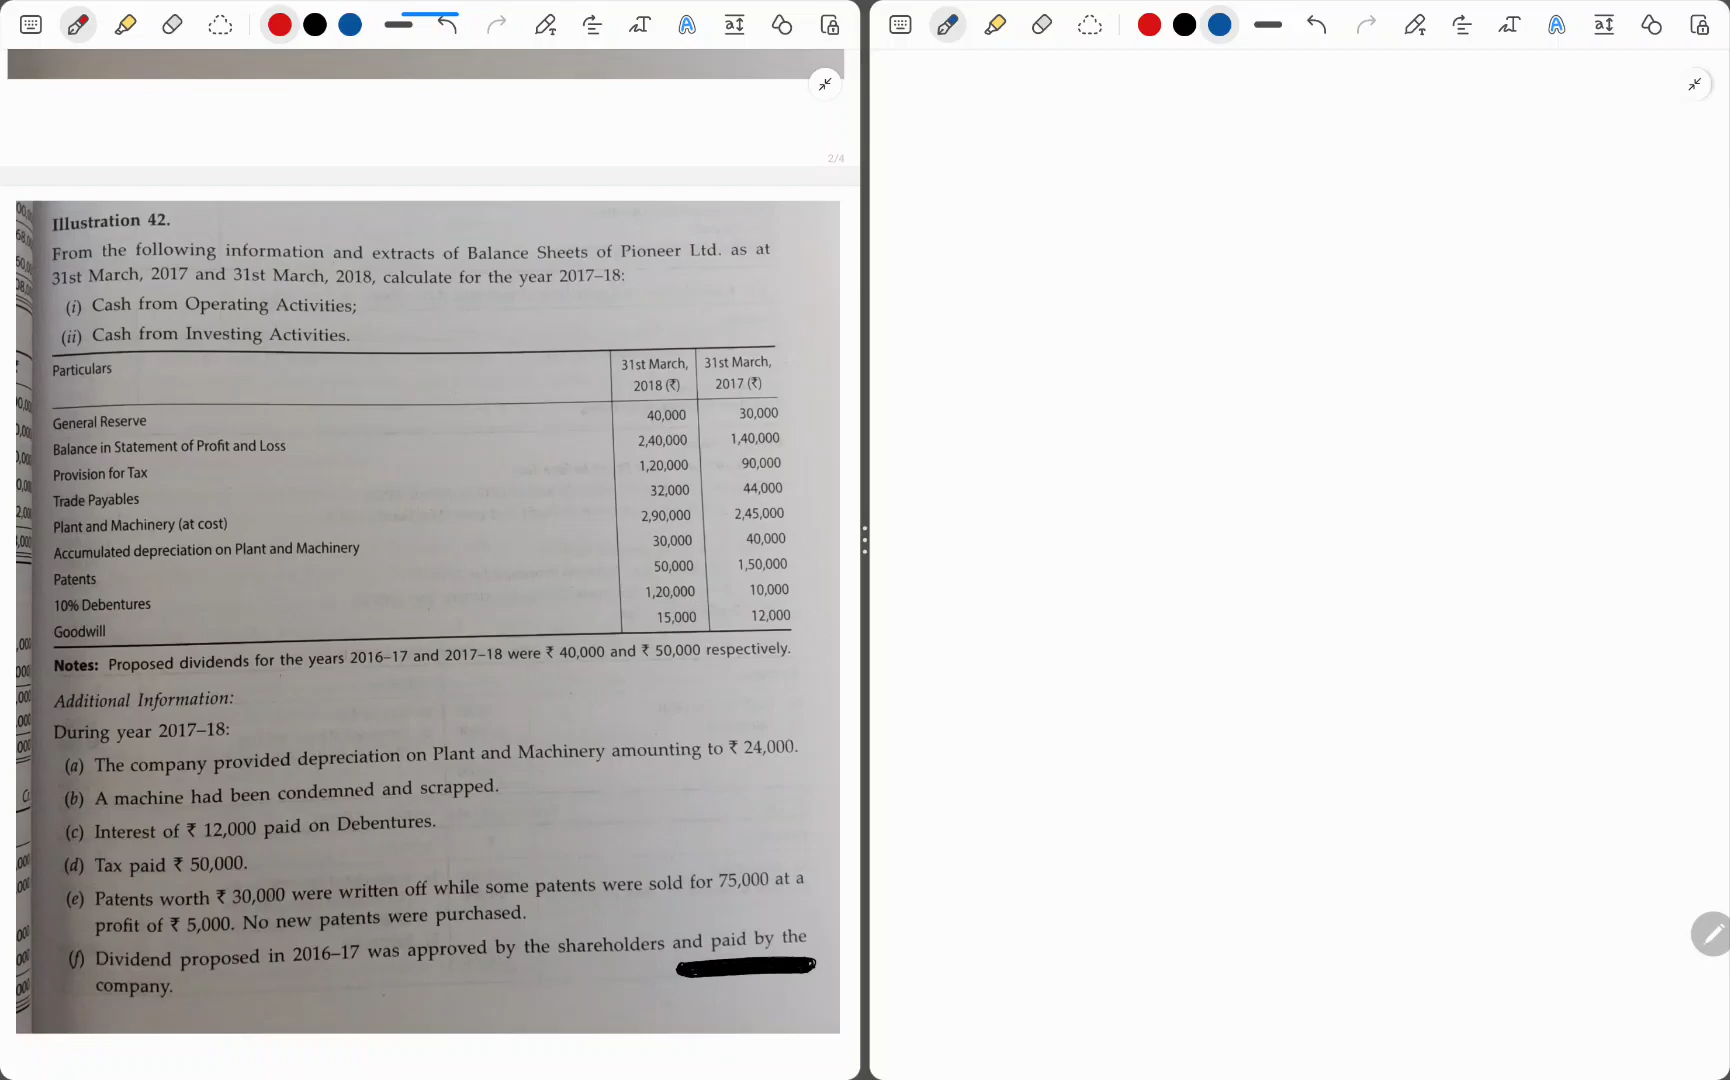 2/4
Illustration 42.
From the following information and extracts of Balance Sheets of Pioneer Ltd. as at
31st March, 2017 and 31st March, 2018, calculate for the year 2017–18:
(i) Cash from Operating Activities;
(ii) Cash from Investing Activities.
Particulars 31st March, 2018 (₹) 31st March, 2017 (₹)
General Reserve 40,000 30,000
Balance in Statement of Profit and Loss 2,40,000 1,40,000
Provision for Tax 1,20,000 90,000
Trade Payables 32,000 44,000
Plant and Machinery (at cost) 2,90,000 2,45,000
Accumulated depreciation on Plant and Machinery 30,000 40,000
Patents 50,000 1,50,000
10% Debentures 1,20,000 10,000
Goodwill 15,000 12,000
Notes: Proposed dividends for the years 2016–17 and 2017–18 were ₹ 40,000 and ₹ 50,000 respectively.
Additional Information:
During year 2017–18:
(a) The company provided depreciation on Plant and Machinery amounting to ₹ 24,000.
(b) A machine had been condemned and scrapped.
(c) Interest of ₹ 12,000 paid on Debentures.
(d) Tax paid ₹ 50,000.
(e) Patents worth ₹ 30,000 were written off while some patents were sold for 75,000 at a
profit of ₹ 5,000. No new patents were purchased.
(f) Dividend proposed in 2016–17 was approved by the shareholders and paid by the
company.